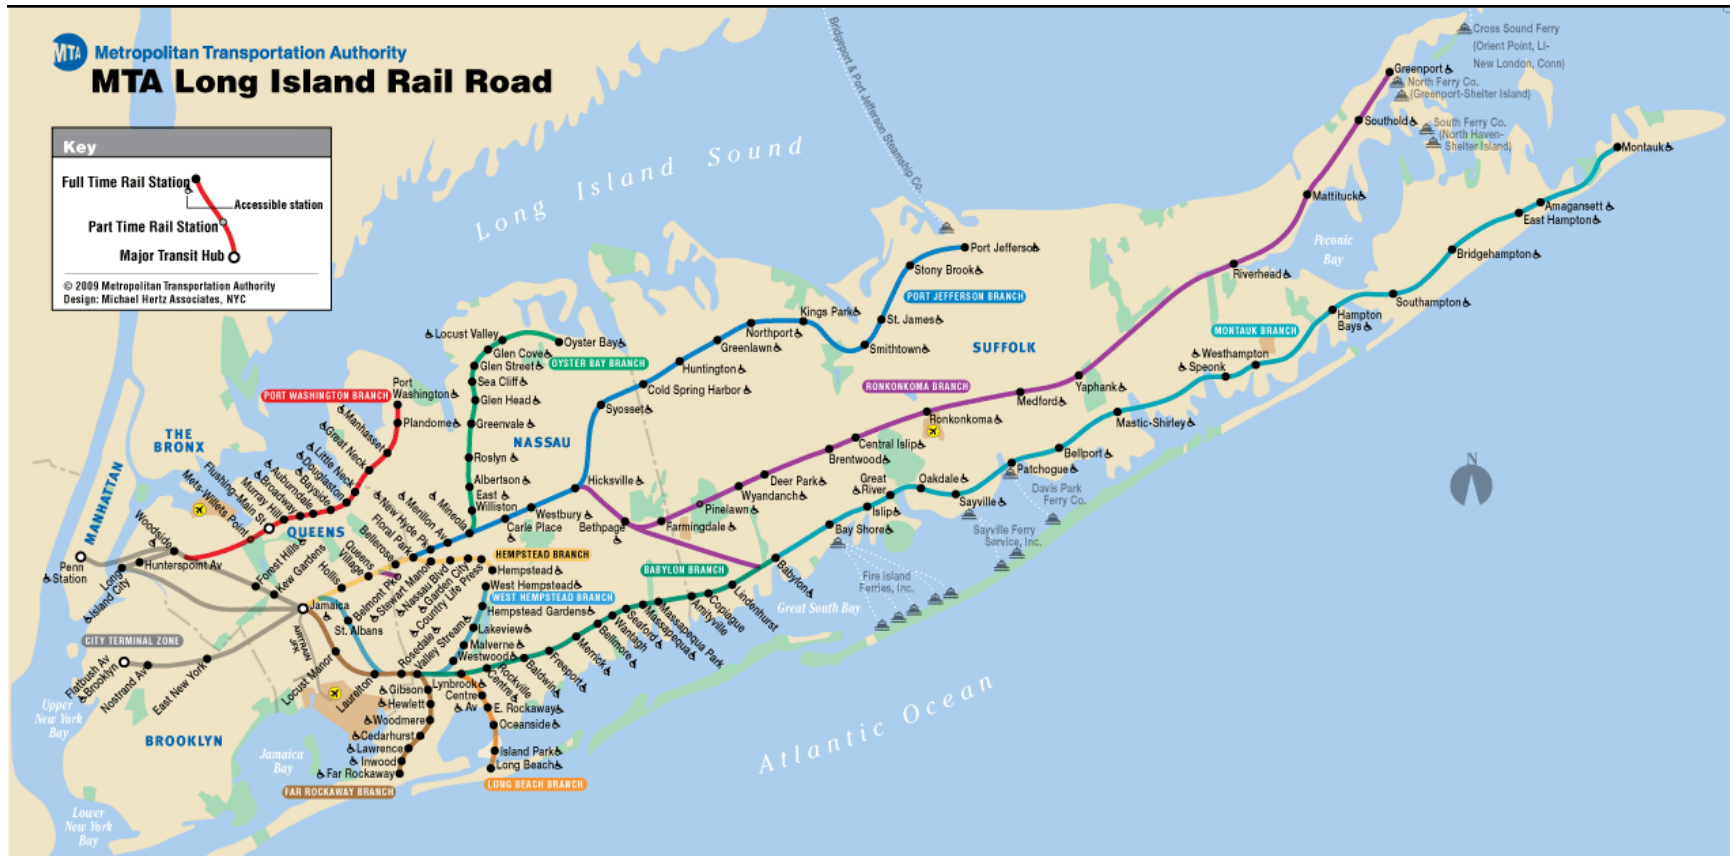 MTA Metropolitan Transportation Authority
MTA Long Island Rail Road
Key
Full Time Rail Station
Accessible station
Part Time Rail Station
Major Transit Hub
© 2009 Metropolitan Transportation Authority
Design: Michael Hertz Associates, NYC
Long Island Sound
Bridgeport & Port Jefferson Steamship Co.
Cross Sound Ferry
(Orient Point, LI-
New London, Conn)
Greenport
North Ferry Co.
(Greenport-Shelter Island)
Southold
South Ferry Co.
(North Haven-
Shelter Island)
Montauk
Mattituck
Amagansett
East Hampton
Peconic
Bay
Bridgehampton
Riverhead
Southampton
Hampton
Bays
MONTAUK BRANCH
Westhampton
Speonk
Port Jefferson
Stony Brook
PORT JEFFERSON BRANCH
St. James
Kings Park
Smithtown
SUFFOLK
Northport
Greenlawn
Huntington
Cold Spring Harbor
Syosset
RONKONKOMA BRANCH
Yaphank
Medford
Ronkonkoma
Mastic-Shirley
Central Islip
Brentwood
Deer Park
Wyandanch
Pinelawn
Farmingdale
Bethpage
Hicksville
Bellport
Patchogue
Davis Park
Ferry Co.
Oakdale
Great
River
Sayville
Sayville Ferry
Service, Inc.
Islip
Bay Shore
Fire Island
Ferries, Inc.
Great South Bay
N
Locust Valley
Oyster Bay
Glen Cove
Glen Street
OYSTER BAY BRANCH
Sea Cliff
Glen Head
Greenvale
NASSAU
Roslyn
Albertson
East
Williston
Westbury
Carle Place
Port
Washington
PORT WASHINGTON BRANCH
Plandome
Manhasset
Great Neck
Little Neck
Douglaston
Bayside
Auburndale
Broadway
Murray Hill
Flushing-Main St
Mets-Willets Point
THE
BRONX
MANHATTAN
QUEENS
Woodside
Penn
Station
Long
Island City
Hunterspoint Av
Forest Hills
Kew Gardens
Mineola
Merillon Av
New Hyde Pk
Floral Park
Bellerose
Queens
Village
Hollis
HEMPSTEAD BRANCH
Hempstead
Country Life Press
Garden City
Nassau Blvd
Stewart Manor
Belmont Pk
BABYLON BRANCH
Babylon
Lindenhurst
Copiague
Amityville
Massapequa Park
Massapequa
Seaford
Wantagh
Bellmore
Merrick
Freeport
Baldwin
Rockville
Centre
West Hempstead
WEST HEMPSTEAD BRANCH
Hempstead Gardens
Lakeview
Malverne
Westwood
Jamaica
St. Albans
AIRTRAIN
JFK
CITY TERMINAL ZONE
Flatbush Av
Brooklyn
Nostrand Av
East New York
Locust Manor
Laurelton
Rosedale
Valley Stream
Lynbrook
Centre
Av
E. Rockaway
Oceanside
Island Park
Long Beach
LONG BEACH BRANCH
Gibson
Hewlett
Woodmere
Cedarhurst
Lawrence
Inwood
Far Rockaway
FAR ROCKAWAY BRANCH
BROOKLYN
Upper
New York
Bay
Jamaica
Bay
Lower
New York
Bay
Atlantic Ocean